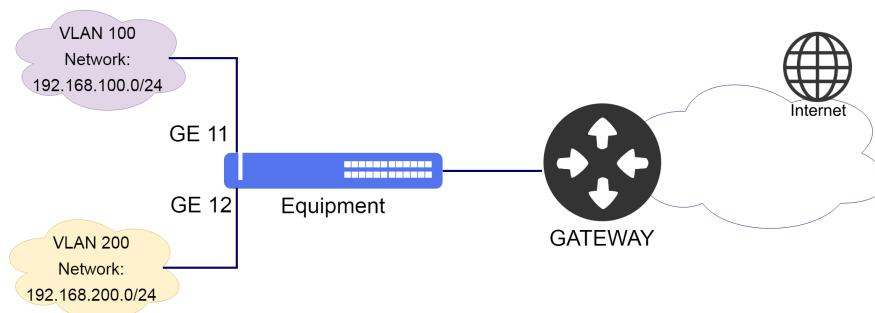 VLAN 100
Network:
192.168.100.0/24
GE 11
GE 12
Equipment
VLAN 200
Network:
192.168.200.0/24
GATEWAY
Internet